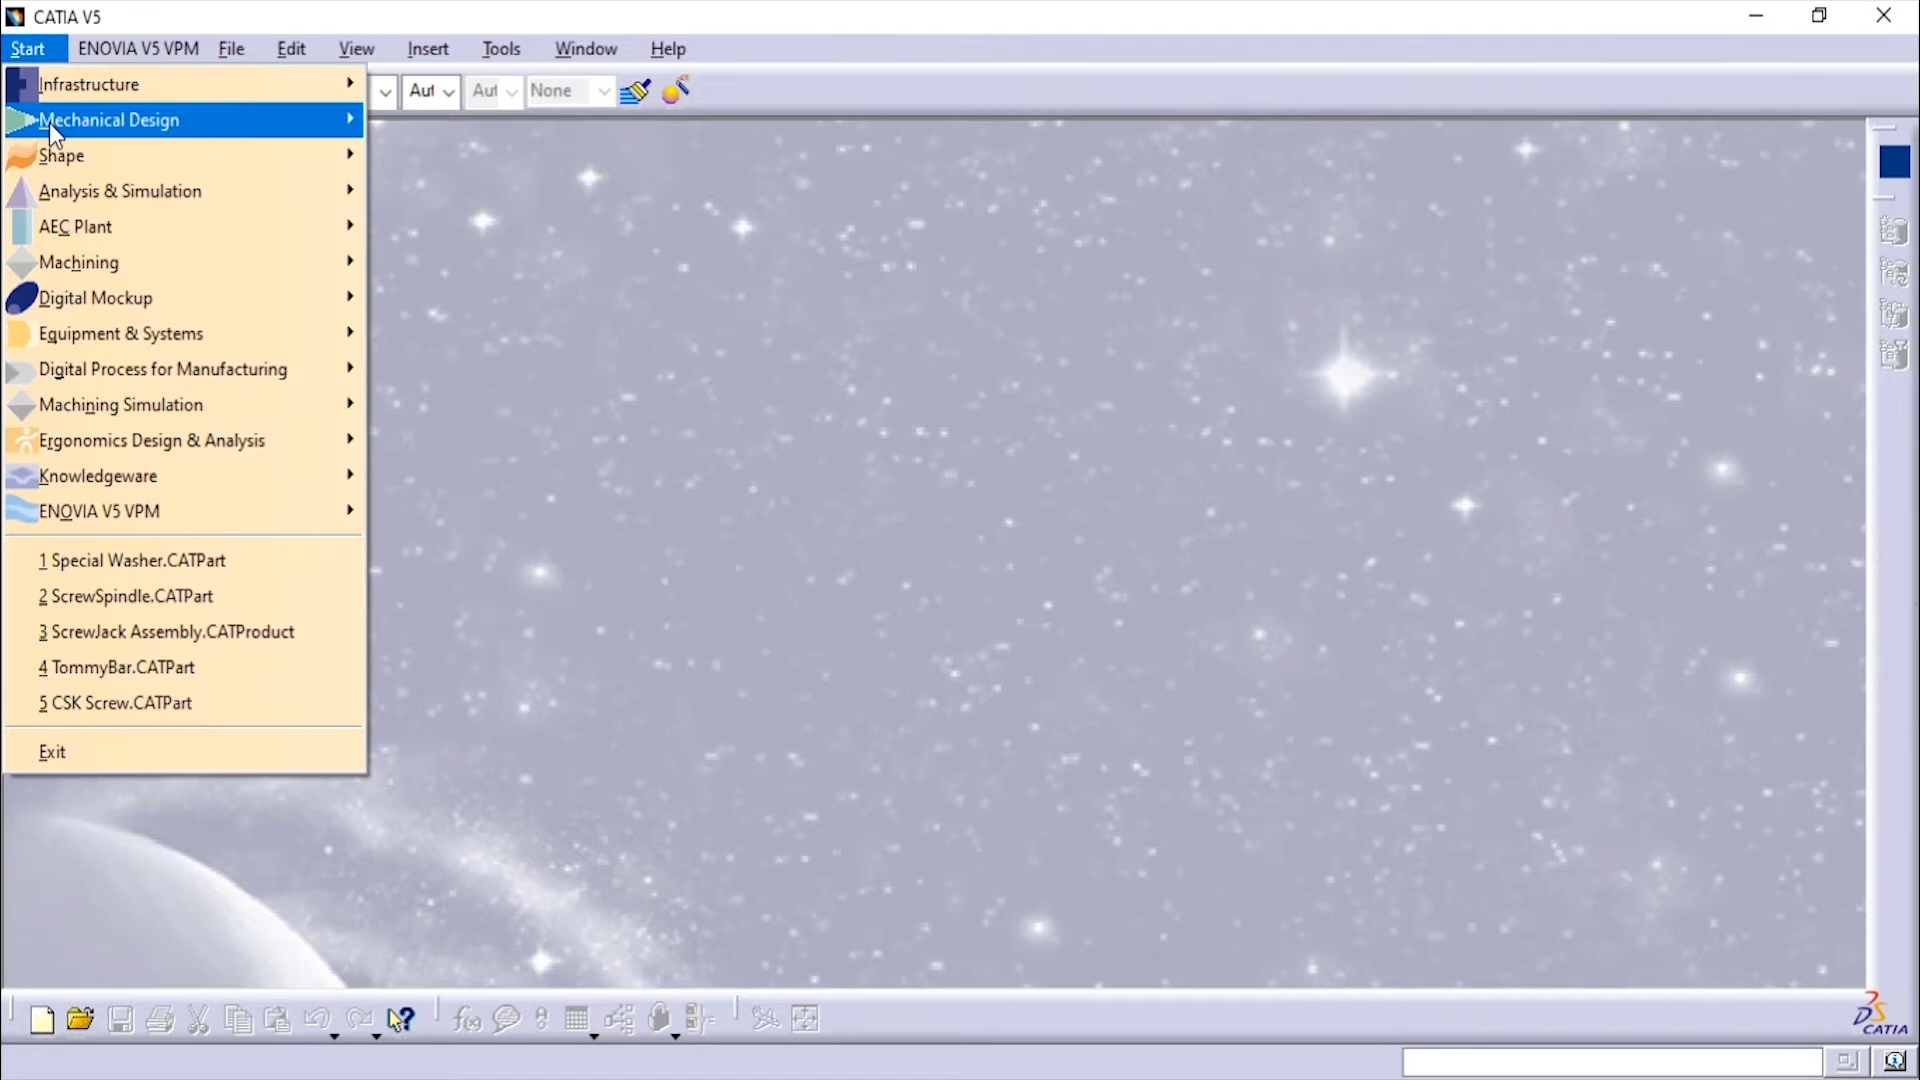 CATIA V5
Start ENOVIA V5 VPM File Edit View Insert Tools Window Help
Aut Aut None
Infrastructure
Mechanical Design
Shape
Analysis & Simulation
AEC Plant
Machining
Digital Mockup
Equipment & Systems
Digital Process for Manufacturing
Machining Simulation
Ergonomics Design & Analysis
Knowledgeware
ENOVIA V5 VPM
1 Special Washer.CATPart
2 ScrewSpindle.CATPart
3 ScrewJack Assembly.CATProduct
4 TommyBar.CATPart
5 CSK Screw.CATPart
Exit
f(x)
DS
CATIA